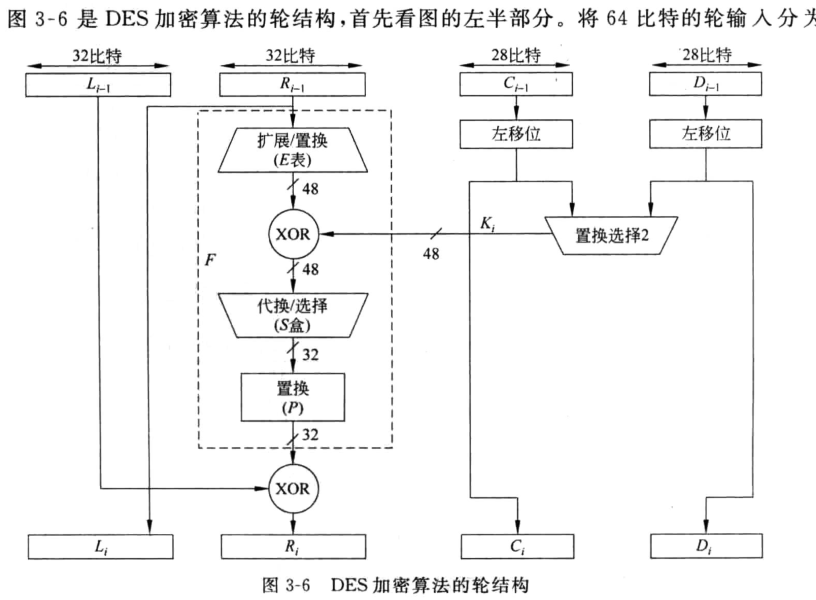 图 3-6 是 DES 加密算法的轮结构,首先看图的左半部分。将 64 比特的轮输入分为
32比特 32比特 28比特 28比特
L_{i-1} R_{i-1} C_{i-1} D_{i-1}
扩展/置换
(E表)
左移位 左移位
48
XOR
K_i
48
置换选择2
F
48
代换/选择
(S盒)
32
置换
(P)
32
XOR
L_i R_i C_i D_i
图 3-6 DES加密算法的轮结构